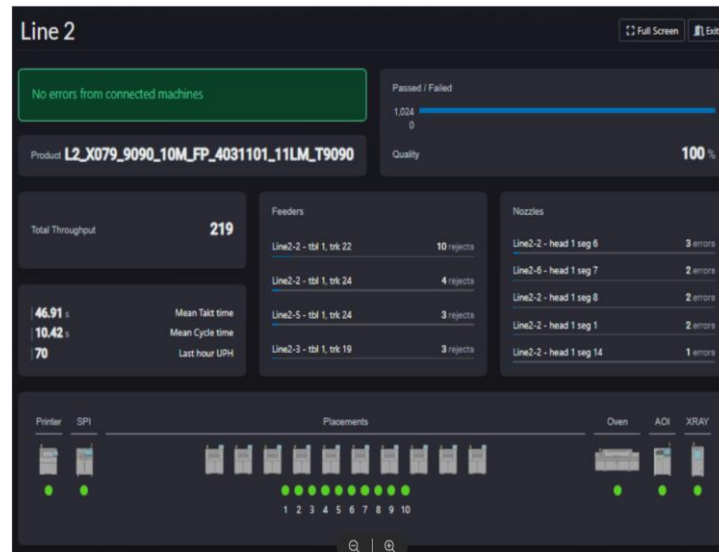 Line 2
Full Screen
Exit
No errors from connected machines
Product L2_X079_9090_10M_FP_4031101_11LM_T9090
Passed / Failed
1,024
0
Quality 100 %
Total Throughput 219
46.91 s Mean Takt time
10.42 s Mean Cycle time
70 Last hour UPH
Feeders
Line2-2 - tbl 1, trk 22 10 rejects
Line2-2 - tbl 1, trk 24 4 rejects
Line2-5 - tbl 1, trk 24 3 rejects
Line2-3 - tbl 1, trk 19 3 rejects
Nozzles
Line2-2 - head 1 seg 6 3 errors
Line2-6 - head 1 seg 7 2 errors
Line2-2 - head 1 seg 8 2 errors
Line2-2 - head 1 seg 1 2 errors
Line2-2 - head 1 seg 14 1 errors
Printer SPI Placements Oven AOI XRAY
1 2 3 4 5 6 7 8 9 10